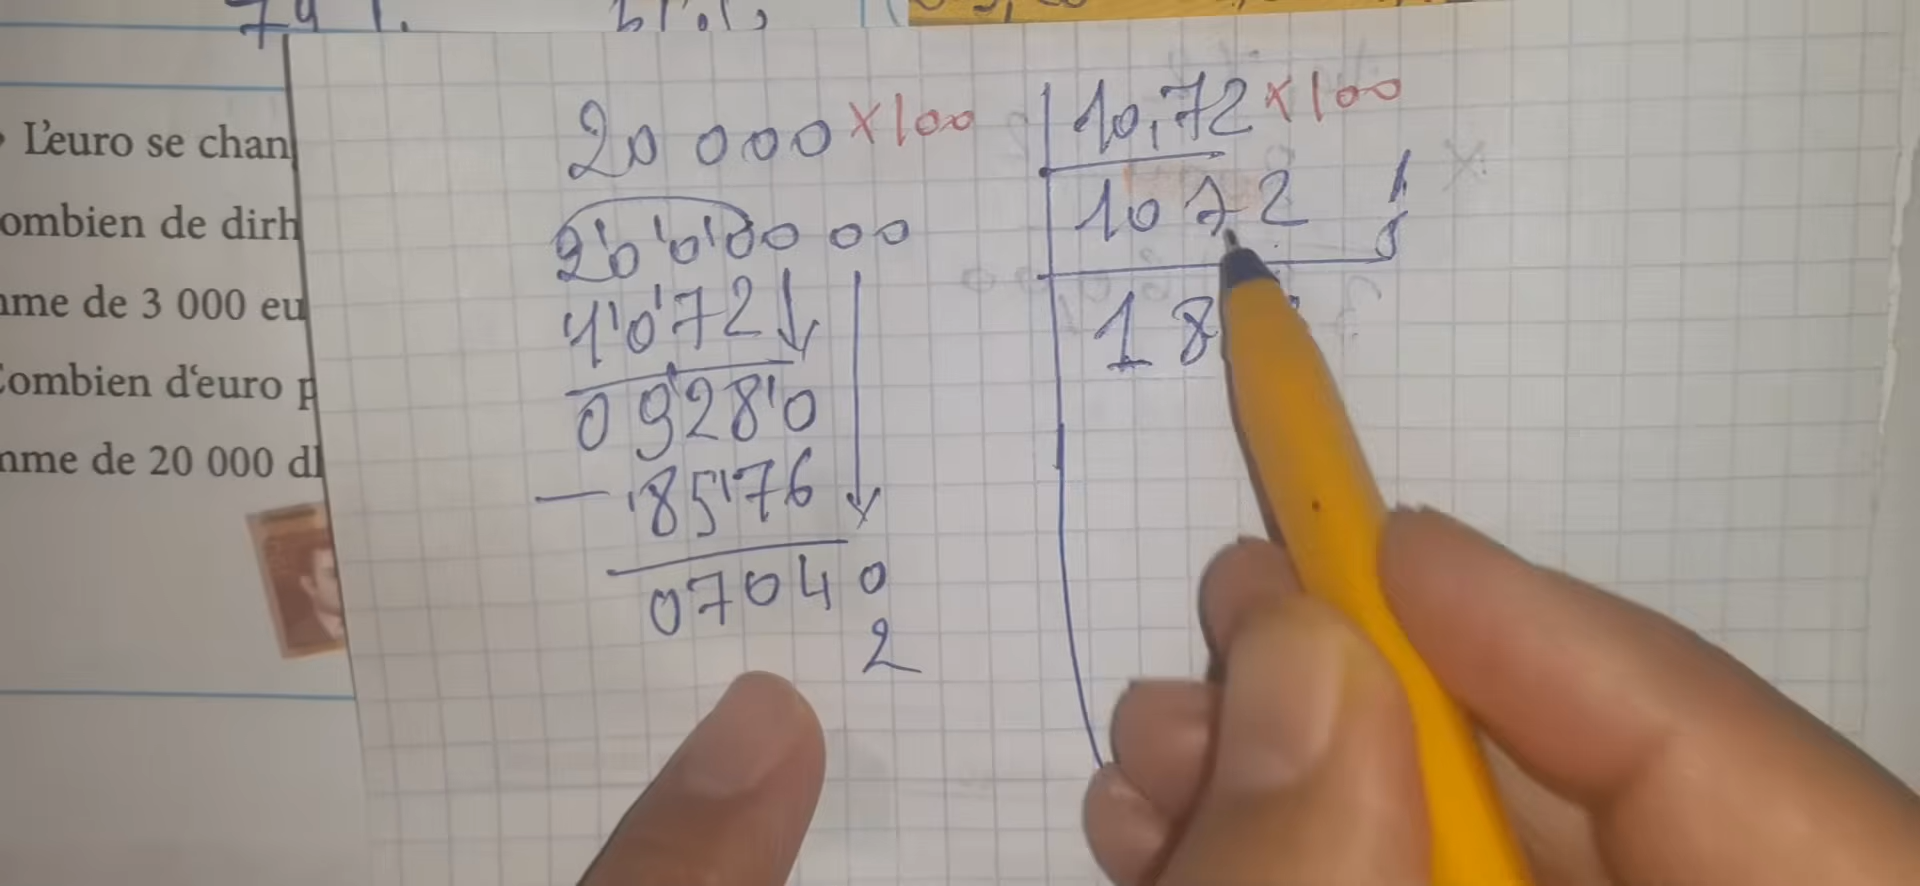 20 000 ×100 10,72 ×100
L'euro se chan
2000000 1072
ombien de dirh
1072 18
me de 3 000 eu
09280
ombien d'euro p
- 8576
me de 20 000 dl
07040
2